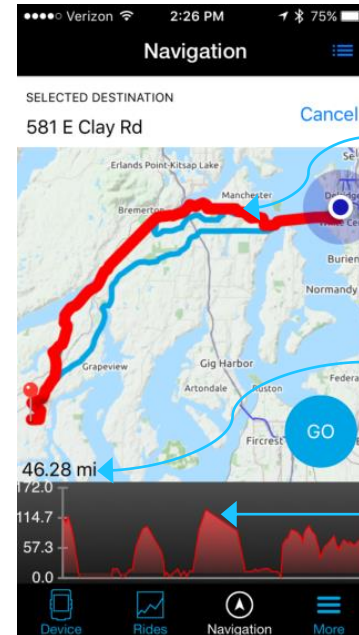 Verizon 2:26 PM 75%
Navigation
SELECTED DESTINATION
581 E Clay Rd
Cancel
Erlands Point-Kitsap Lake
Manchester
Bremerton
Burien
Normandy
Grapeview
Gig Harbor
Artondale
Ruston
Federa
Fircrest
GO
46.28 mi
172.0
114.7
57.3
0.0
Device Rides Navigation More